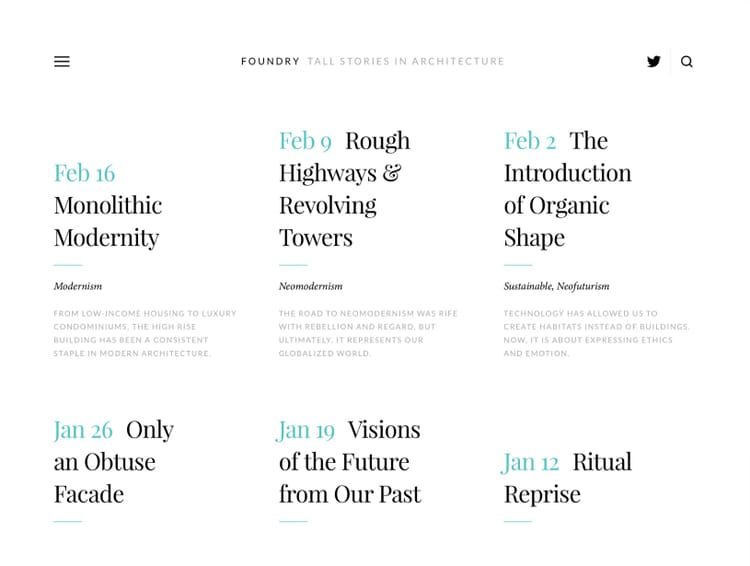 FOUNDRY TALL STORIES IN ARCHITECTURE
Feb 16
Monolithic
Modernity
Modernism
FROM LOW-INCOME HOUSING TO LUXURY
CONDOMINIUMS, THE HIGH RISE
BUILDING HAS BEEN A CONSISTENT
STAPLE IN MODERN ARCHITECTURE.
Feb 9 Rough
Highways &
Revolving
Towers
Neomodernism
THE ROAD TO NEOMODERNISM WAS RIFE
WITH REBELLION AND REGARD, BUT
ULTIMATELY, IT REPRESENTS OUR
GLOBALIZED WORLD.
Feb 2 The
Introduction
of Organic
Shape
Sustainable, Neofuturism
TECHNOLOGY HAS ALLOWED US TO
CREATE HABITATS INSTEAD OF BUILDINGS.
NOW, IT IS ABOUT EXPRESSING ETHICS
AND EMOTION.
Jan 26 Only
an Obtuse
Facade
Jan 19 Visions
of the Future
from Our Past
Jan 12 Ritual
Reprise